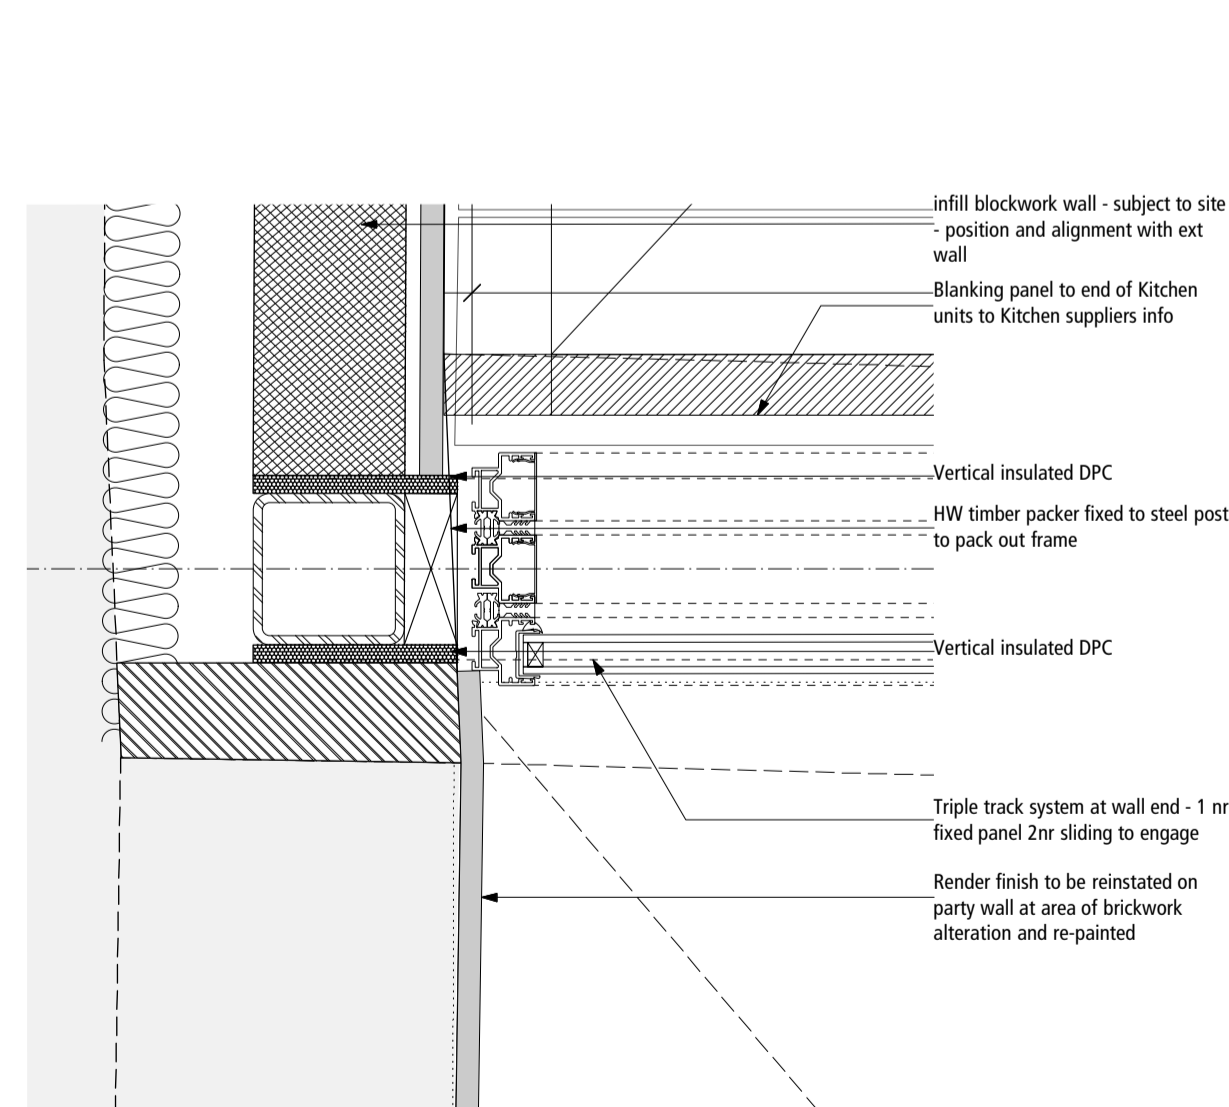 infill blockwork wall - subject to site
- position and alignment with ext
wall
Blanking panel to end of Kitchen
units to Kitchen suppliers info
Vertical insulated DPC
HW timber packer fixed to steel post
to pack out frame
Vertical insulated DPC
Triple track system at wall end - 1 nr
fixed panel 2nr sliding to engage
Render finish to be reinstated on
party wall at area of brickwork
alteration and re-painted